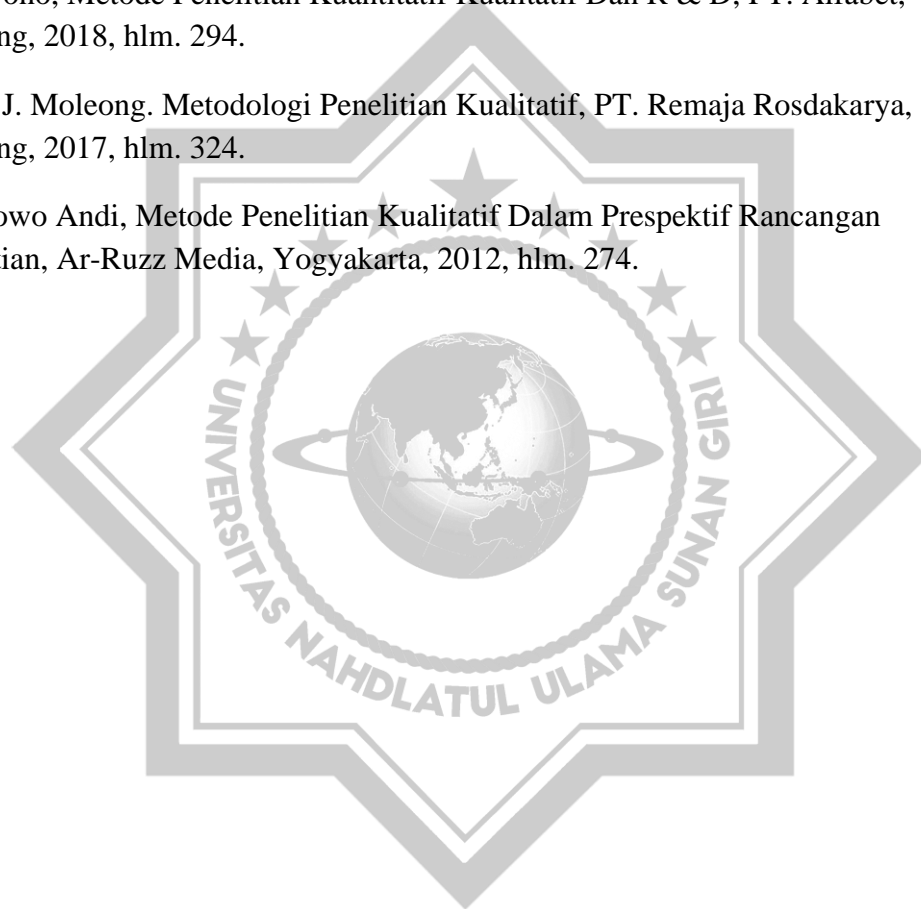 ono, Metode Penelitian Kuantitatif Kualitatif Dan R & D, PT. Alfabet,
ng, 2018, hlm. 294.
J. Moleong. Metodologi Penelitian Kualitatif, PT. Remaja Rosdakarya,
ng, 2017, hlm. 324.
owo Andi, Metode Penelitian Kualitatif Dalam Prespektif Rancangan
tian, Ar-Ruzz Media, Yogyakarta, 2012, hlm. 274.
UNIVERSITAS NAHDLATUL ULAMA SUNAN GIRI